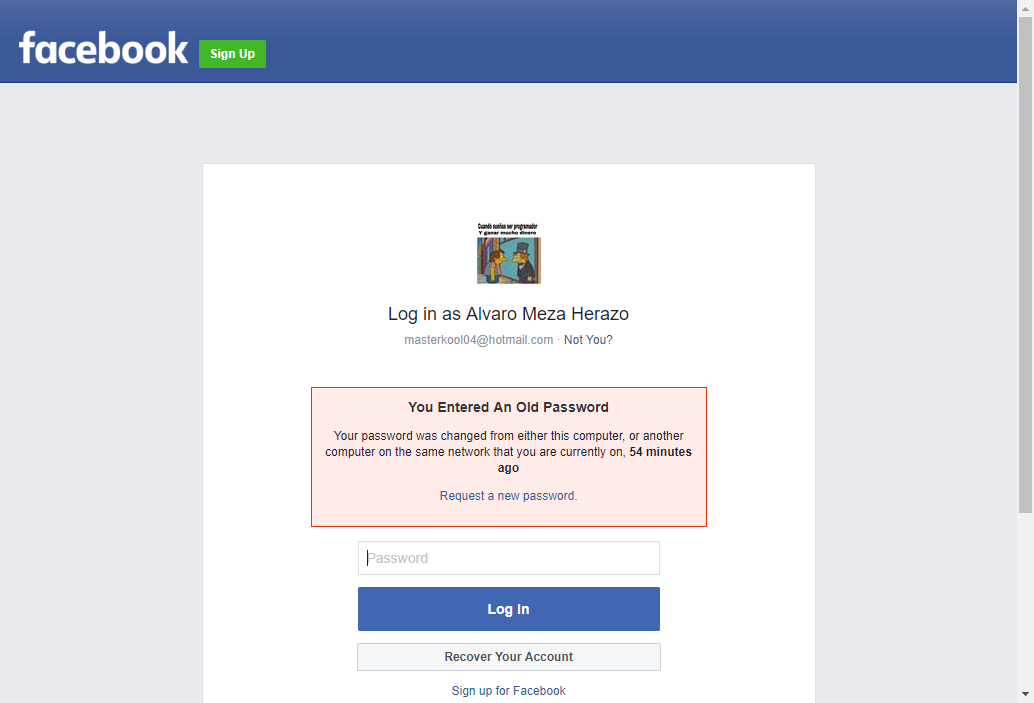 facebook Sign Up
Cuando sueñas ser programador
Y ganar mucho dinero
Log in as Alvaro Meza Herazo
masterkool04@hotmail.com · Not You?
You Entered An Old Password
Your password was changed from either this computer, or another
computer on the same network that you are currently on, 54 minutes
ago
Request a new password.
Password
Log In
Recover Your Account
Sign up for Facebook